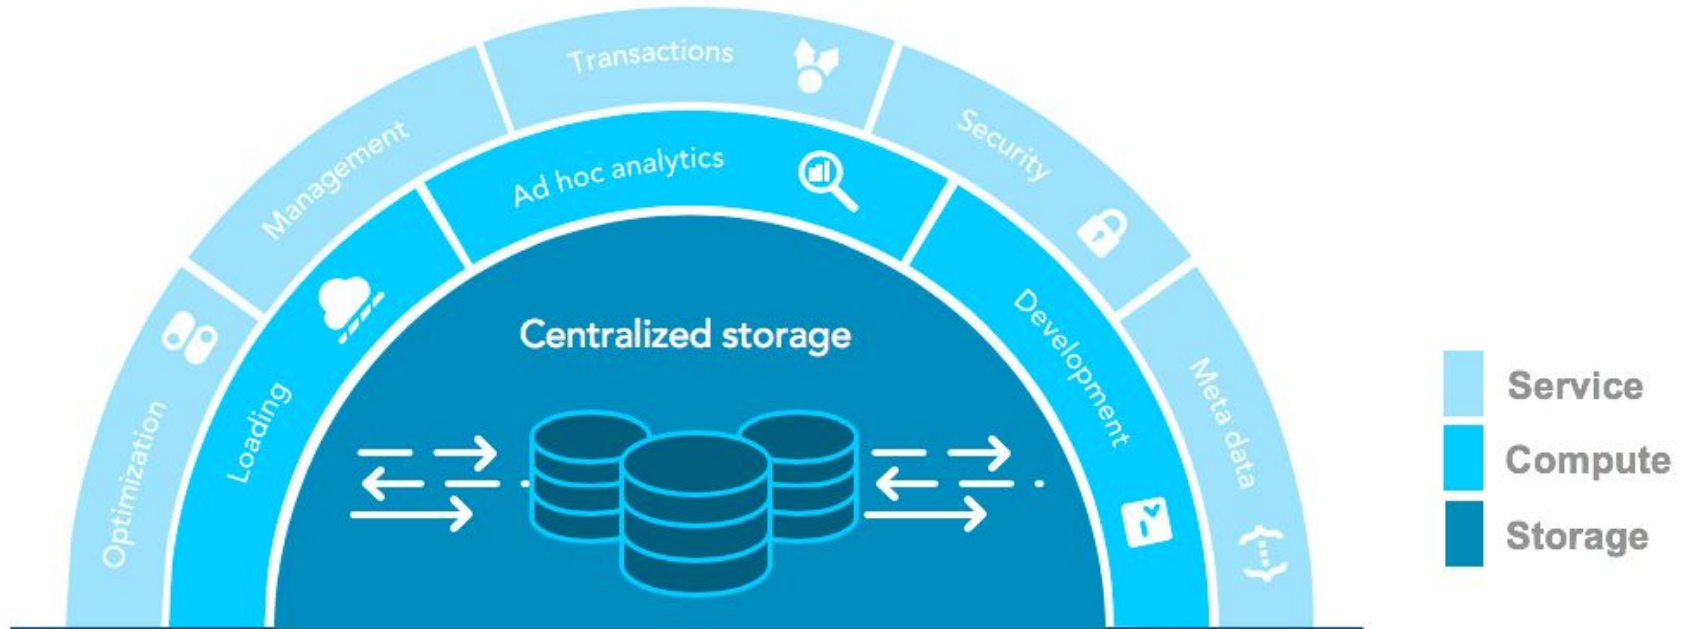 Optimization
Management
Transactions
Security
Meta data
Loading
Ad hoc analytics
Development
Centralized storage
Service
Compute
Storage